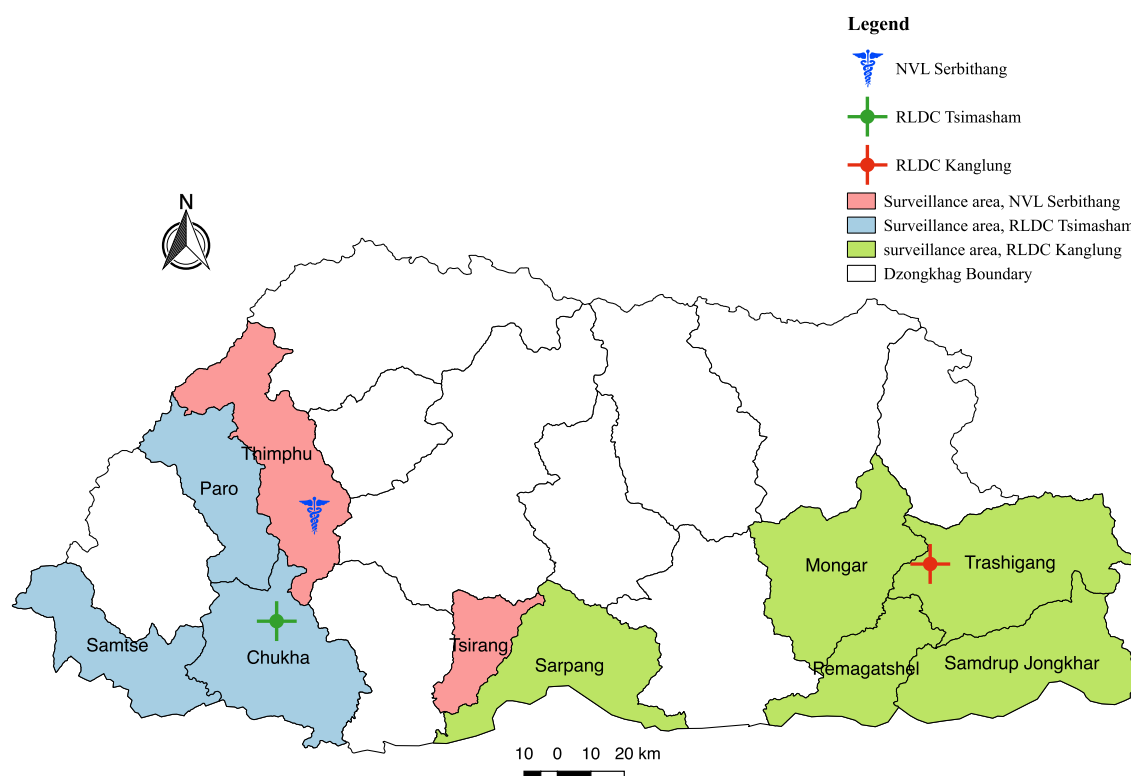 Legend
NVL Serbithang
RLDC Tsimasham
RLDC Kanglung
Surveillance area, NVL Serbithang
Surveillance area, RLDC Tsimasham
surveillance area, RLDC Kanglung
Dzongkhag Boundary
N
Thimphu
Paro
Mongar
Trashigang
Samtse
Chukha
Tsirang
Sarpang
Pemagatshel
Samdrup Jongkhar
10 0 10 20 km